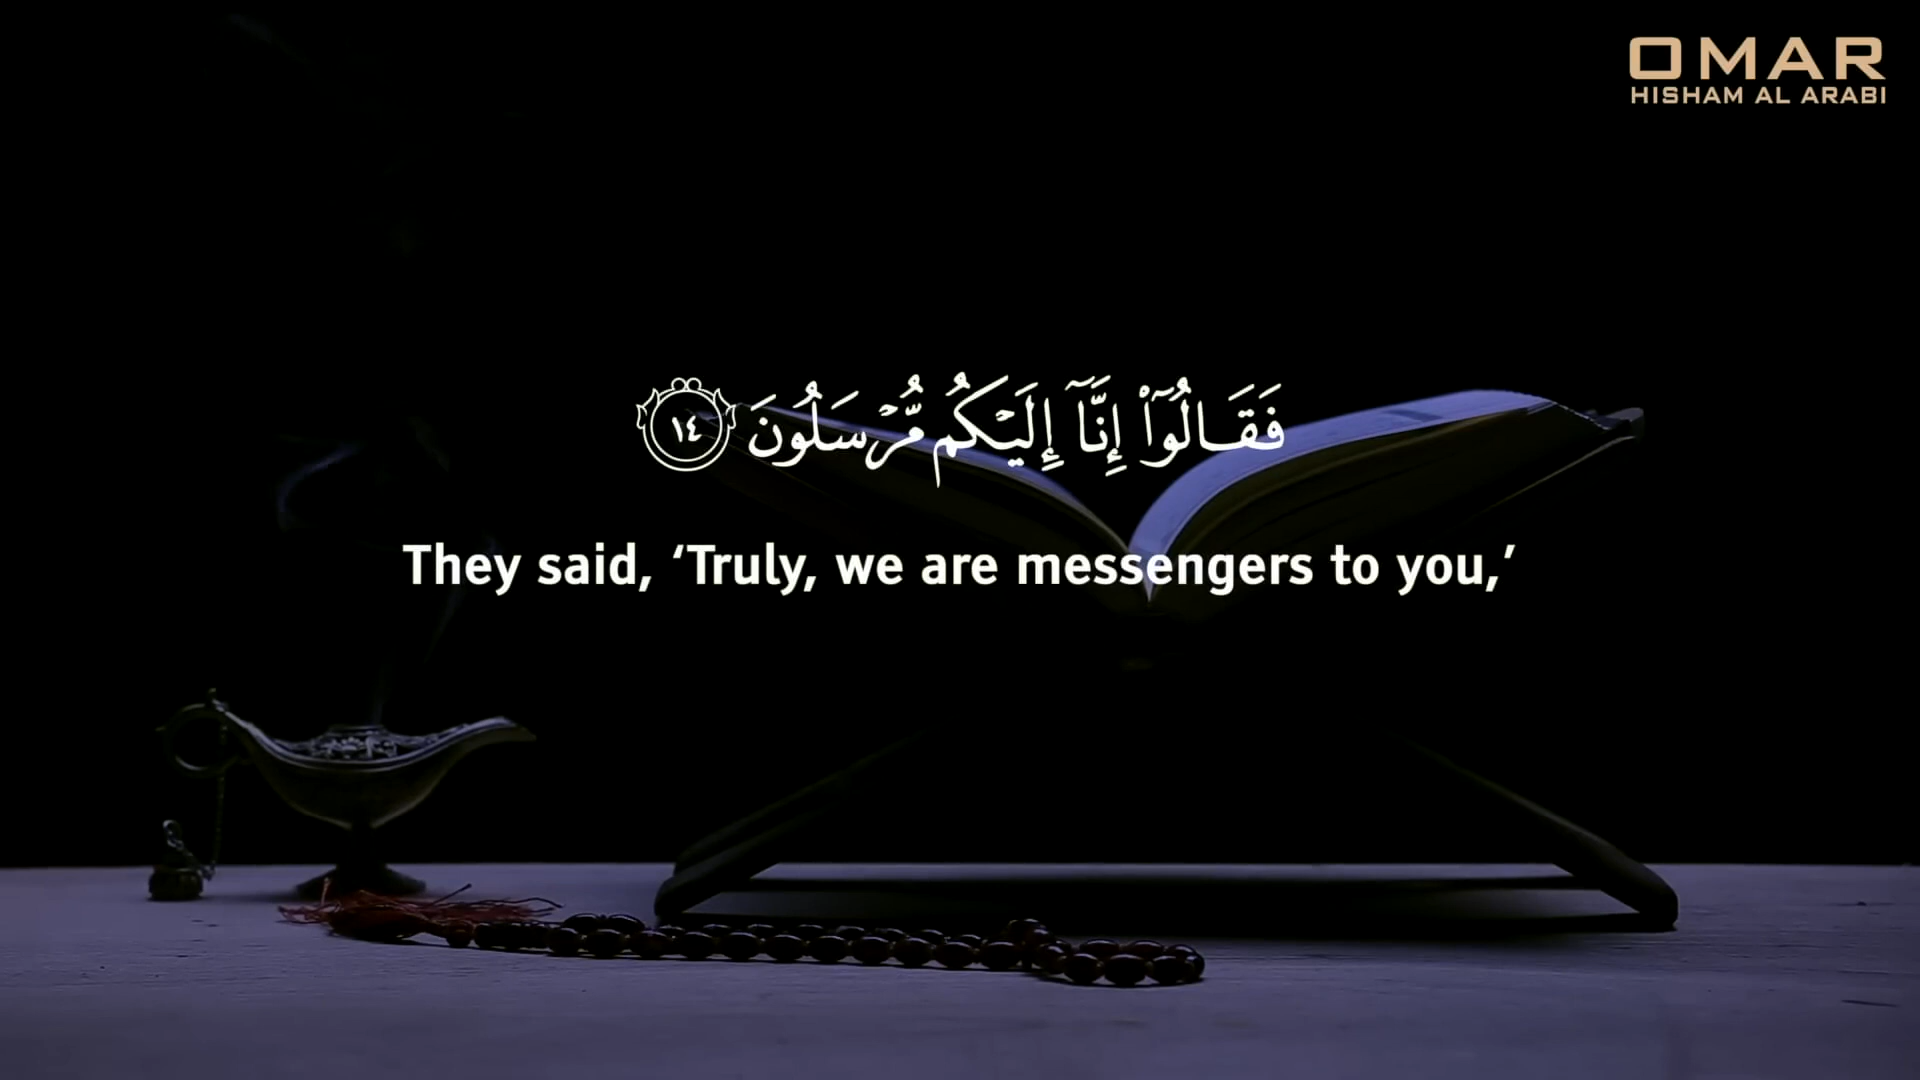 OMAR
HISHAM AL ARABI
فَقَالُوٓا۟ إِنَّآ إِلَيْكُم مُّرْسَلُونَ ١٤
They said, ‘Truly, we are messengers to you,’